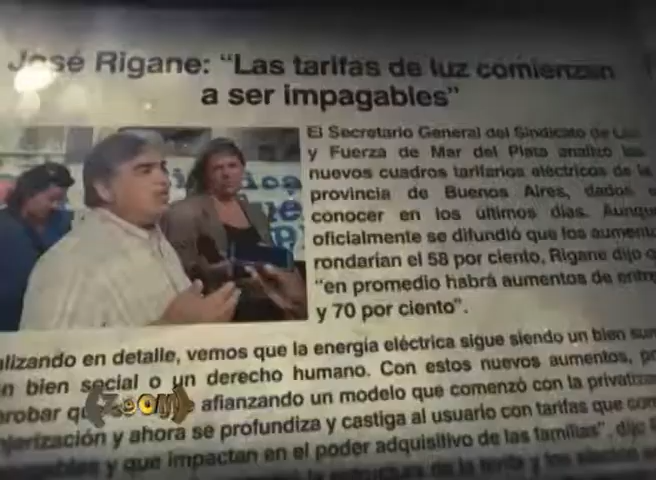 José Rigane: "Las tarifas de luz comienzan
a ser impagables"
El Secretario General del Sindicato de
y Fuerza de Mar del Plata analizó los
nuevos cuadros tarifarios eléctricos de la
provincia de Buenos Aires, dados
conocer en los últimos días. Aunque
oficialmente se difundió que los aument
rondarían el 58 por ciento, Rigane dijo
"en promedio habrá aumentos de entre
y 70 por ciento".
alizando en detalle, vemos que la energía eléctrica sigue siendo un bien
n bien social o un derecho humano. Con estos nuevos aumentos,
robar afianzando un modelo que comenzó con la
y ahora se profundiza y castiga al usuario con tarifas que
y que impactan en el poder adquisitivo de las familias", dijo
zoom